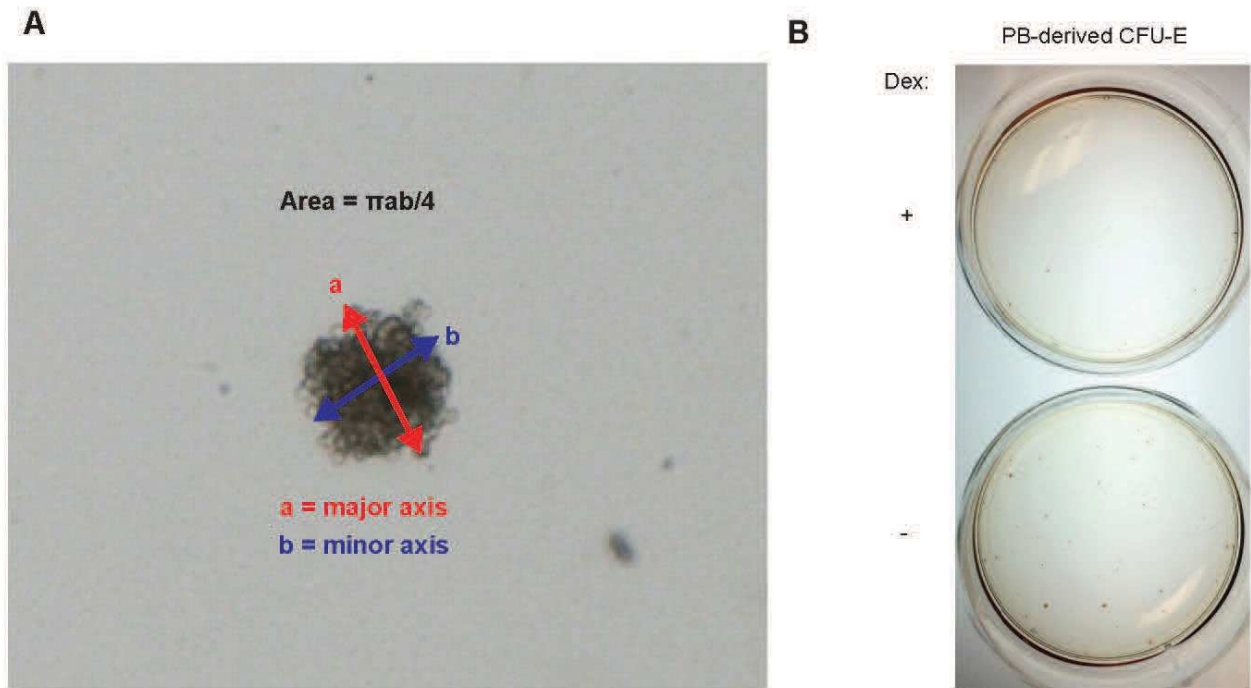 A
Area = πab/4
a
b
a = major axis
b = minor axis
B
PB-derived CFU-E
Dex:
+
-